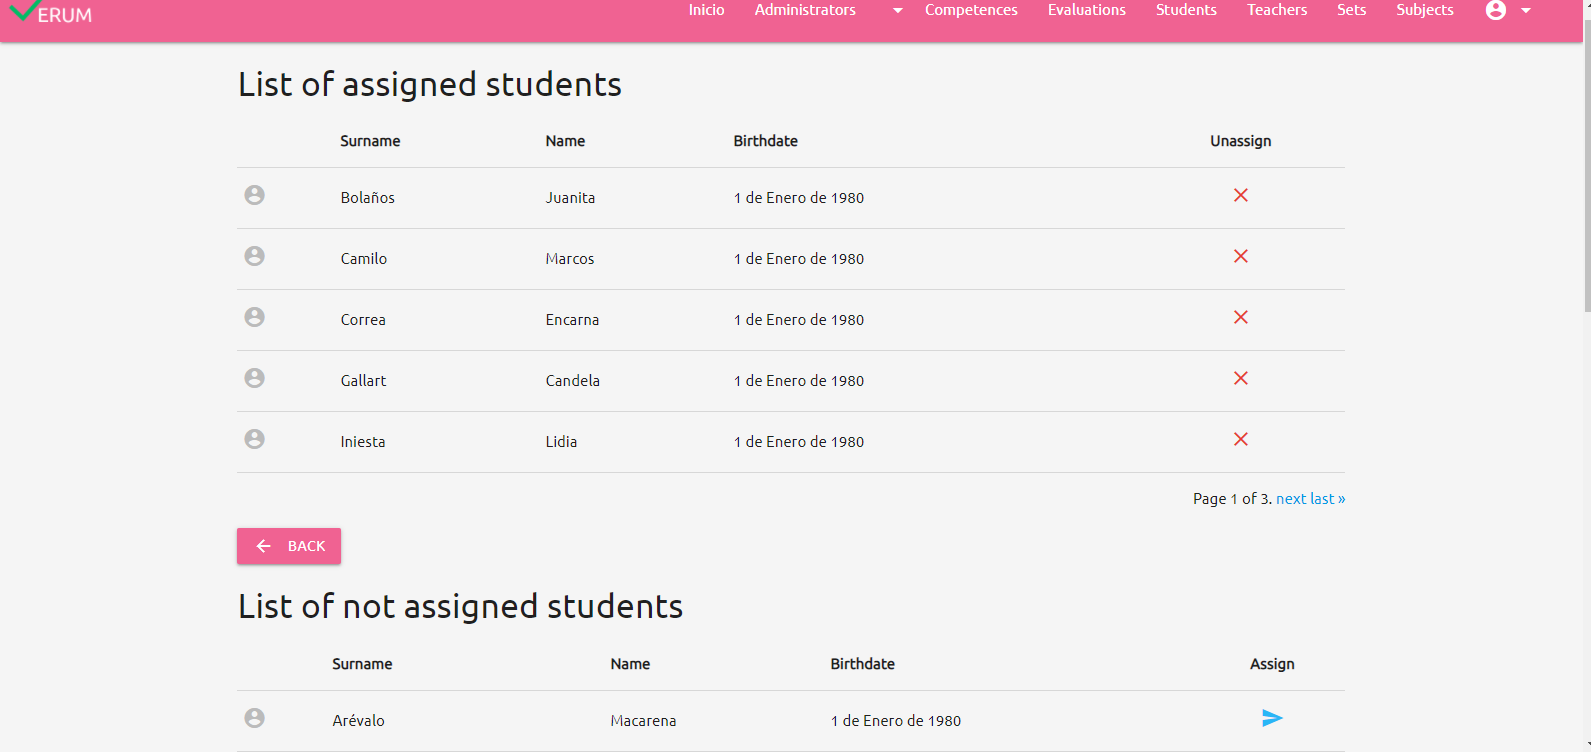 ERUM Inicio Administrators Competences Evaluations Students Teachers Sets Subjects
List of assigned students
Surname Name Birthdate Unassign
Bolaños Juanita 1 de Enero de 1980
Camilo Marcos 1 de Enero de 1980
Correa Encarna 1 de Enero de 1980
Gallart Candela 1 de Enero de 1980
Iniesta Lidia 1 de Enero de 1980
Page 1 of 3. next last »
BACK
List of not assigned students
Surname Name Birthdate Assign
Arévalo Macarena 1 de Enero de 1980